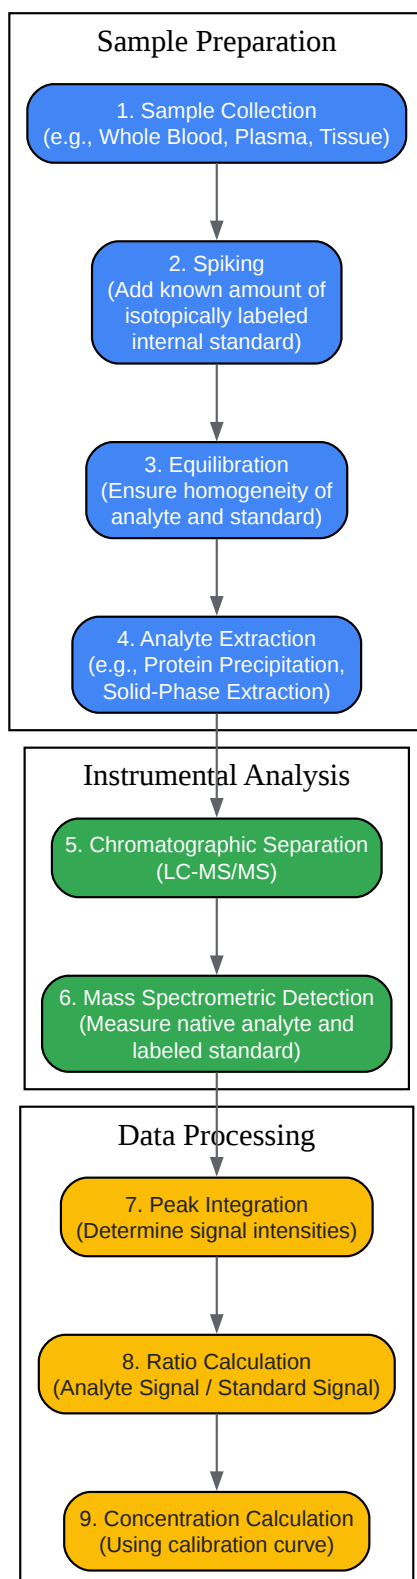 Sample Preparation
1. Sample Collection
(e.g., Whole Blood, Plasma, Tissue)
2. Spiking
(Add known amount of
isotopically labeled
internal standard)
3. Equilibration
(Ensure homogeneity of
analyte and standard)
4. Analyte Extraction
(e.g., Protein Precipitation,
Solid-Phase Extraction)
Instrumental Analysis
5. Chromatographic Separation
(LC-MS/MS)
6. Mass Spectrometric Detection
(Measure native analyte and
labeled standard)
Data Processing
7. Peak Integration
(Determine signal intensities)
8. Ratio Calculation
(Analyte Signal / Standard Signal)
9. Concentration Calculation
(Using calibration curve)